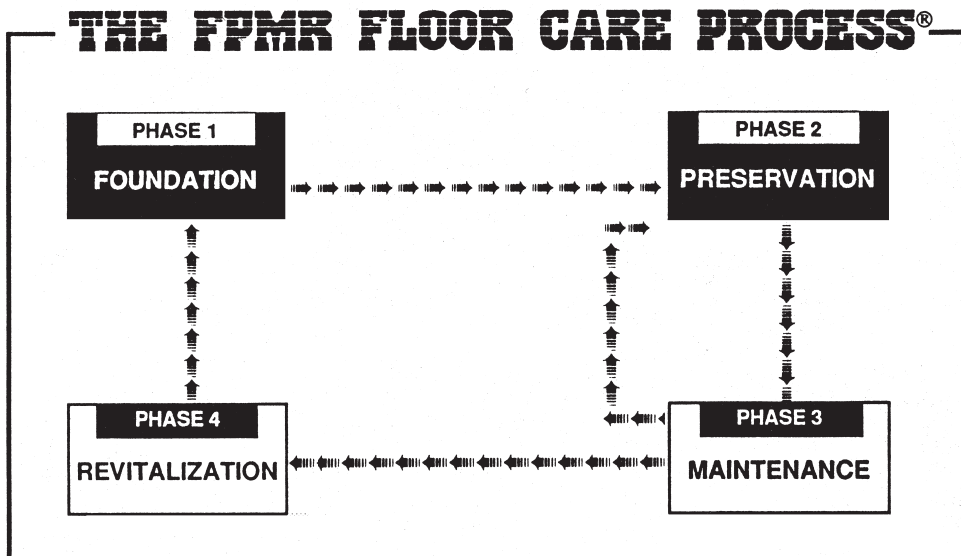 THE FPMR FLOOR CARE PROCESS®
PHASE 1
FOUNDATION
PHASE 2
PRESERVATION
PHASE 4
REVITALIZATION
PHASE 3
MAINTENANCE